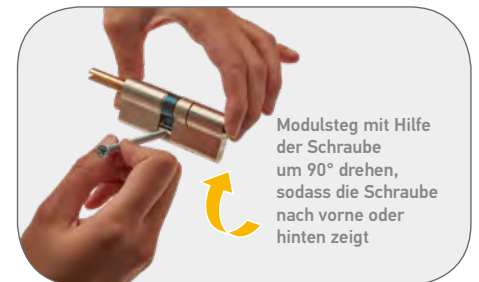 Modulsteg mit Hilfe
der Schraube
um 90° drehen,
sodass die Schraube
nach vorne oder
hinten zeigt